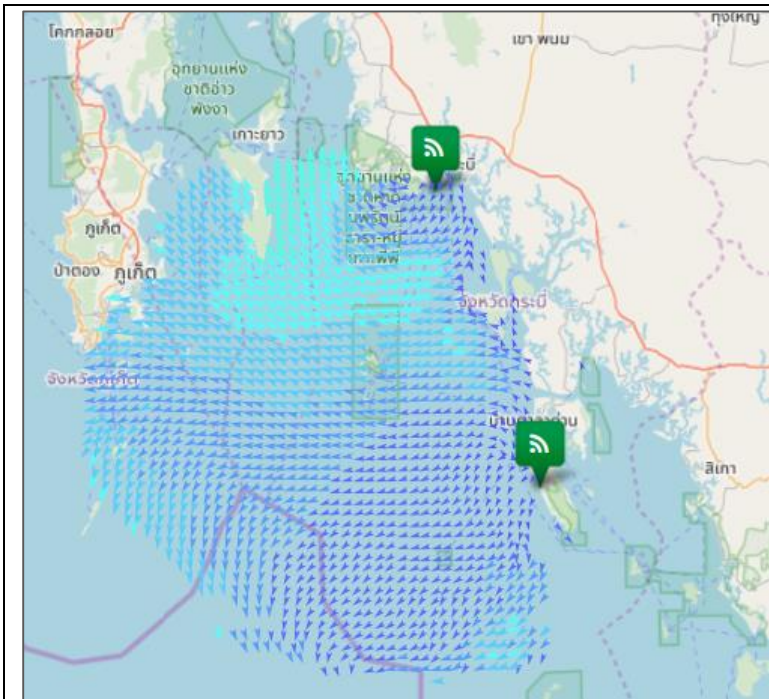 โคกกลอย
ทุ่งใหญ่
เขา พนม
อุทยานแห่ง
ชาติอ่าว
พังงา
เกาะยาว
ภูเก็ต
ป่าตอง
ภูเก็ต
จังหวัดกระบี่
จังหวัดภูเก็ต
สิเกา